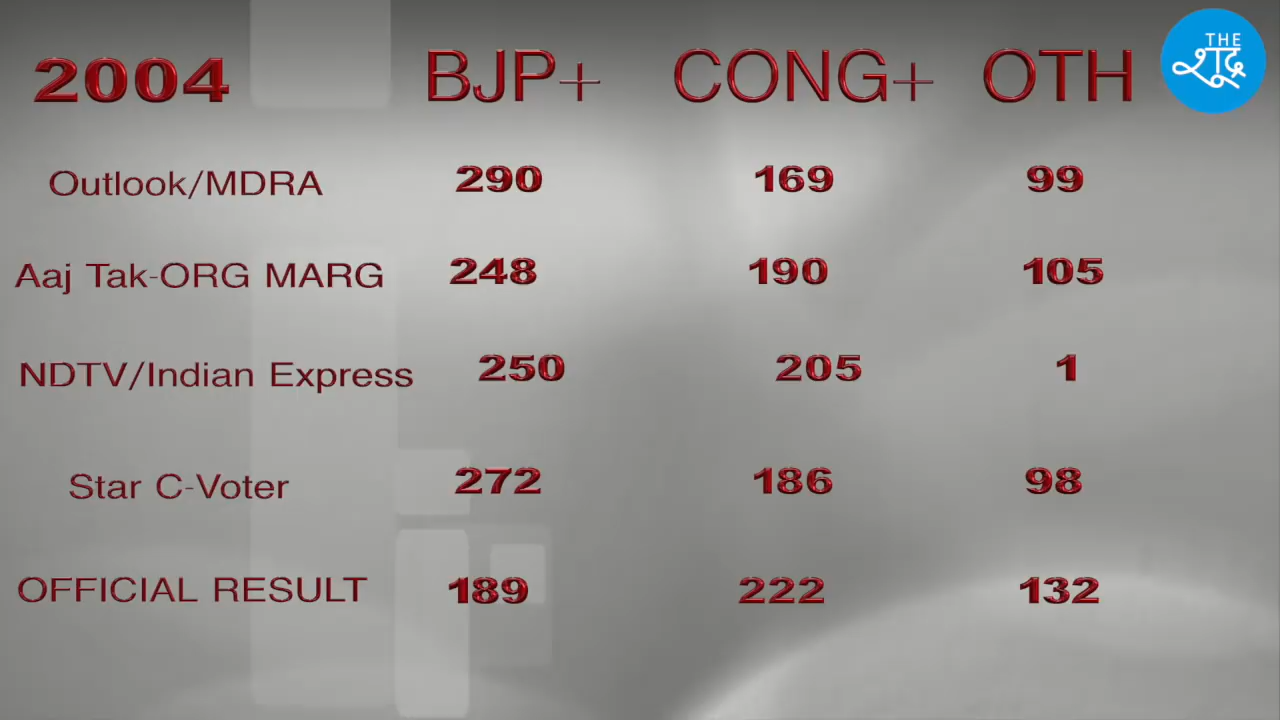 2004 BJP+ CONG+ OTH
THE
शब्द
Outlook/MDRA 290 169 99
Aaj Tak-ORG MARG 248 190 105
NDTV/Indian Express 250 205 1
Star C-Voter 272 186 98
OFFICIAL RESULT 189 222 132